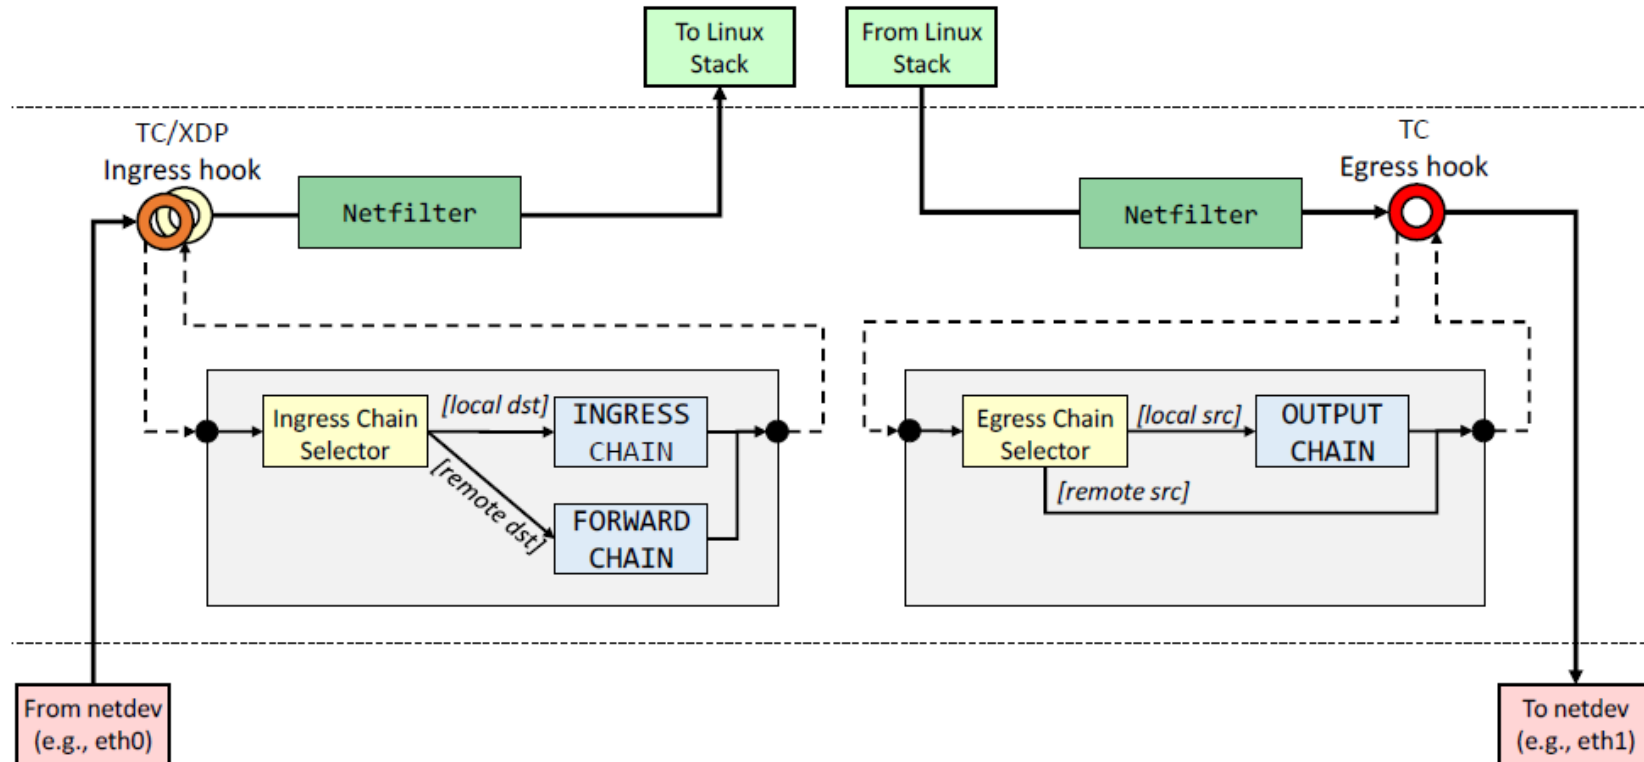 To Linux
Stack
From Linux
Stack
TC/XDP
Ingress hook
TC
Egress hook
Netfilter
Netfilter
Ingress Chain
Selector
[local dst]
INGRESS
CHAIN
[remote dst]
FORWARD
CHAIN
Egress Chain
Selector
[local src]
OUTPUT
CHAIN
[remote src]
From netdev
(e.g., eth0)
To netdev
(e.g., eth1)